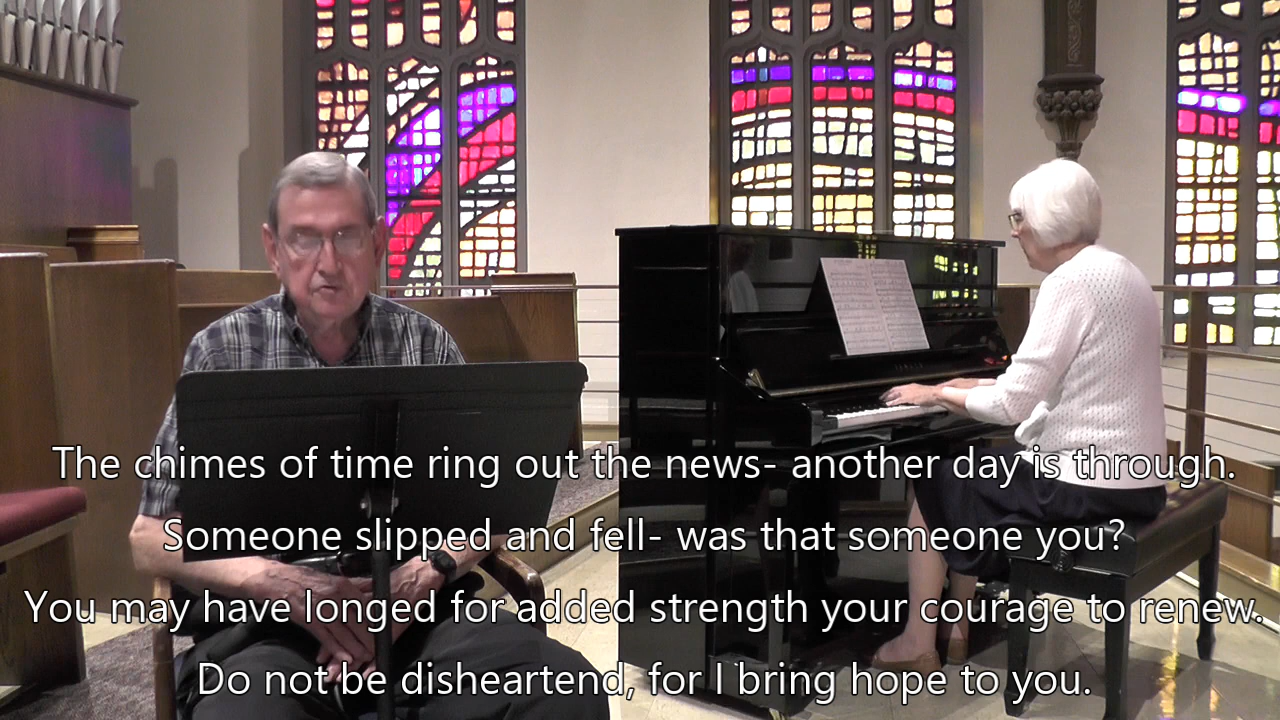 The chimes of time ring out the news- another day is through.
Someone slipped and fell- was that someone you?
You may have longed for added strength your courage to renew.
Do not be disheartend, for I bring hope to you.